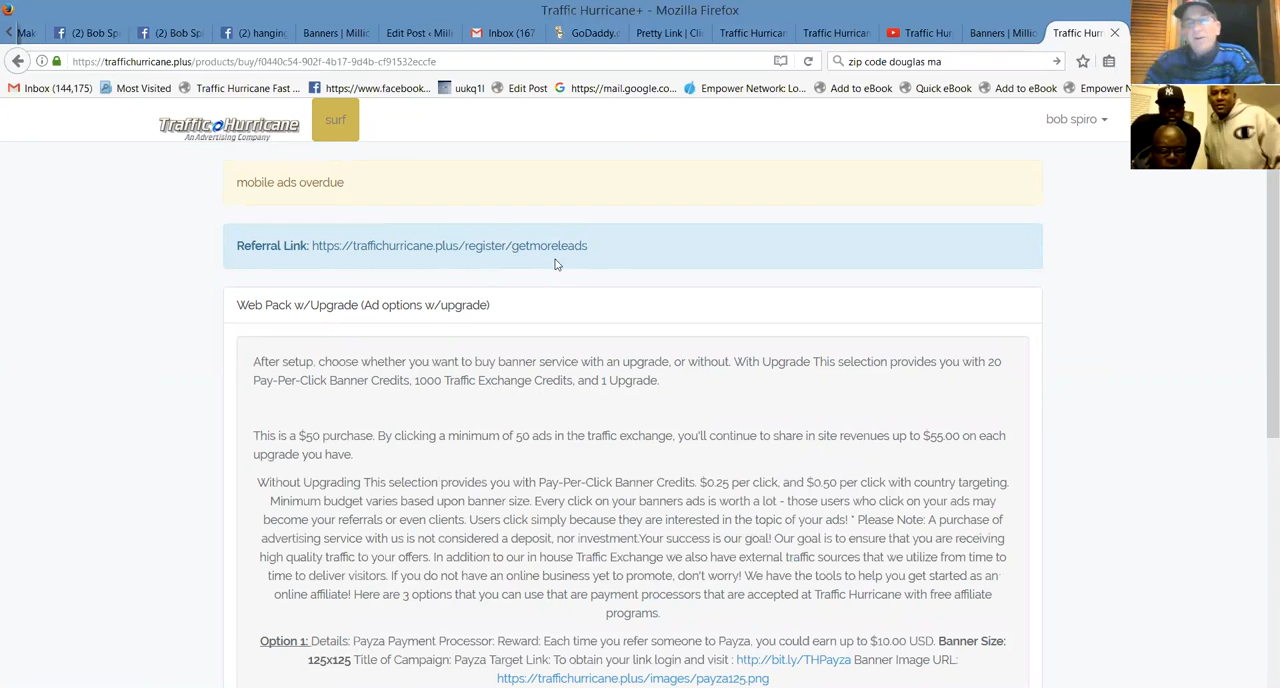 Traffic Hurricane+ - Mozilla Firefox
Mak (2) Bob Sp (2) Bob Sp (2) hanging Banners | Millic Edit Post ‹ Milli Inbox (167 GoDaddy.c Pretty Link | Cli Traffic Hurrican Traffic Hurrican Traffic Hur Banners | Millic Traffic Hurr
https://traffichurricane.plus/products/buy/f0440c54-902f-4b17-9d4b-cf91532eccfe zip code douglas ma
Inbox (144,175) Most Visited Traffic Hurricane Fast ... https://www.facebook... uukq1l Edit Post https://mail.google.co... Empower Network: Lo... Add to eBook Quick eBook Add to eBook Empower N
Traffic Hurricane surf bob spiro
An Advertising Company
mobile ads overdue
Referral Link: https://traffichurricane.plus/register/getmoreleads
Web Pack w/Upgrade (Ad options w/upgrade)
After setup, choose whether you want to buy banner service with an upgrade, or without. With Upgrade This selection provides you with 20
Pay-Per-Click Banner Credits, 1000 Traffic Exchange Credits, and 1 Upgrade.
This is a $50 purchase. By clicking a minimum of 50 ads in the traffic exchange, you'll continue to share in site revenues up to $55.00 on each
upgrade you have.
Without Upgrading This selection provides you with Pay-Per-Click Banner Credits. $0.25 per click, and $0.50 per click with country targeting.
Minimum budget varies based upon banner size. Every click on your banners ads is worth a lot - those users who click on your ads may
become your referrals or even clients. Users click simply because they are interested in the topic of your ads! * Please Note: A purchase of
advertising service with us is not considered a deposit, nor investment.Your success is our goal! Our goal is to ensure that you are receiving
high quality traffic to your offers. In addition to our in house Traffic Exchange we also have external traffic sources that we utilize from time to
time to deliver visitors. If you do not have an online business yet to promote, don't worry! We have the tools to help you get started as an
online affiliate! Here are 3 options that you can use that are payment processors that are accepted at Traffic Hurricane with free affiliate
programs.
Option 1: Details: Payza Payment Processor: Reward: Each time you refer someone to Payza, you could earn up to $10.00 USD. Banner Size:
125x125 Title of Campaign: Payza Target Link: To obtain your link login and visit : http://bit.ly/THPayza Banner Image URL:
https://traffichurricane.plus/images/payza125.png